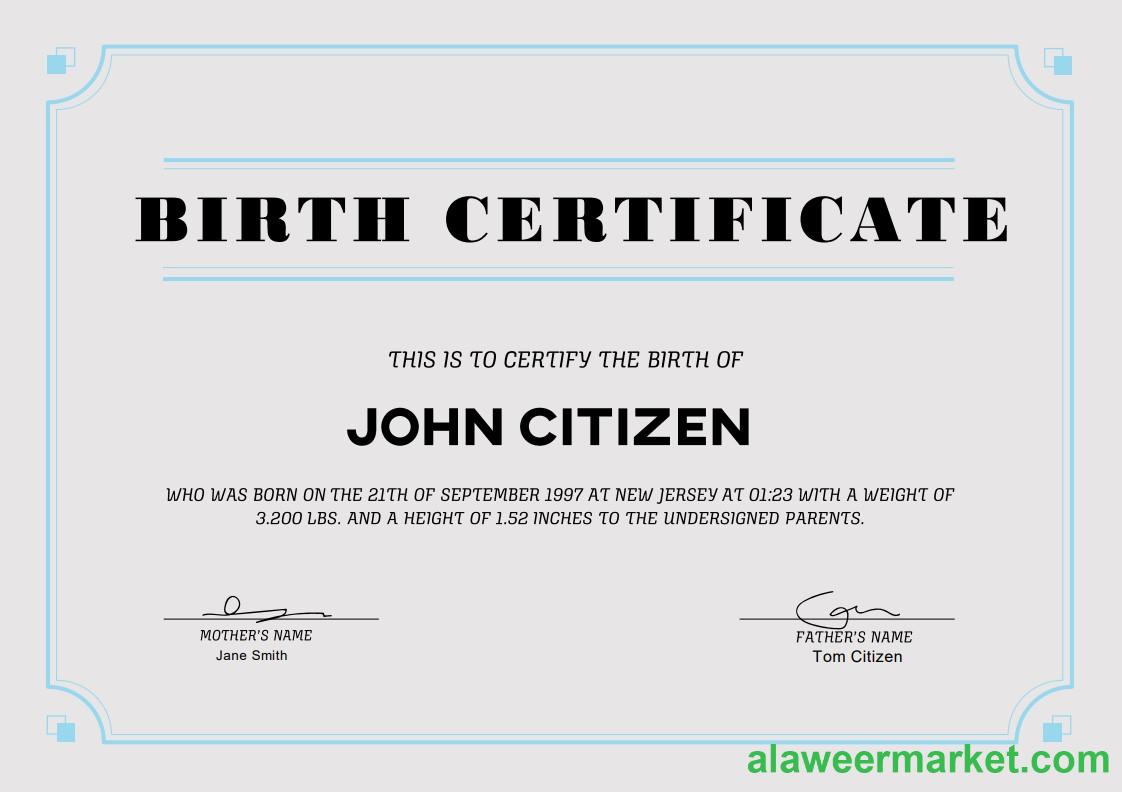 BIRTH CERTIFICATE
THIS IS TO CERTIFY THE BIRTH OF
JOHN CITIZEN
WHO WAS BORN ON THE 21TH OF SEPTEMBER 1997 AT NEW JERSEY AT 01:23 WITH A WEIGHT OF
3.200 LBS. AND A HEIGHT OF 1.52 INCHES TO THE UNDERSIGNED PARENTS.
MOTHER'S NAME
Jane Smith
FATHER'S NAME
Tom Citizen
alaweermarket.com